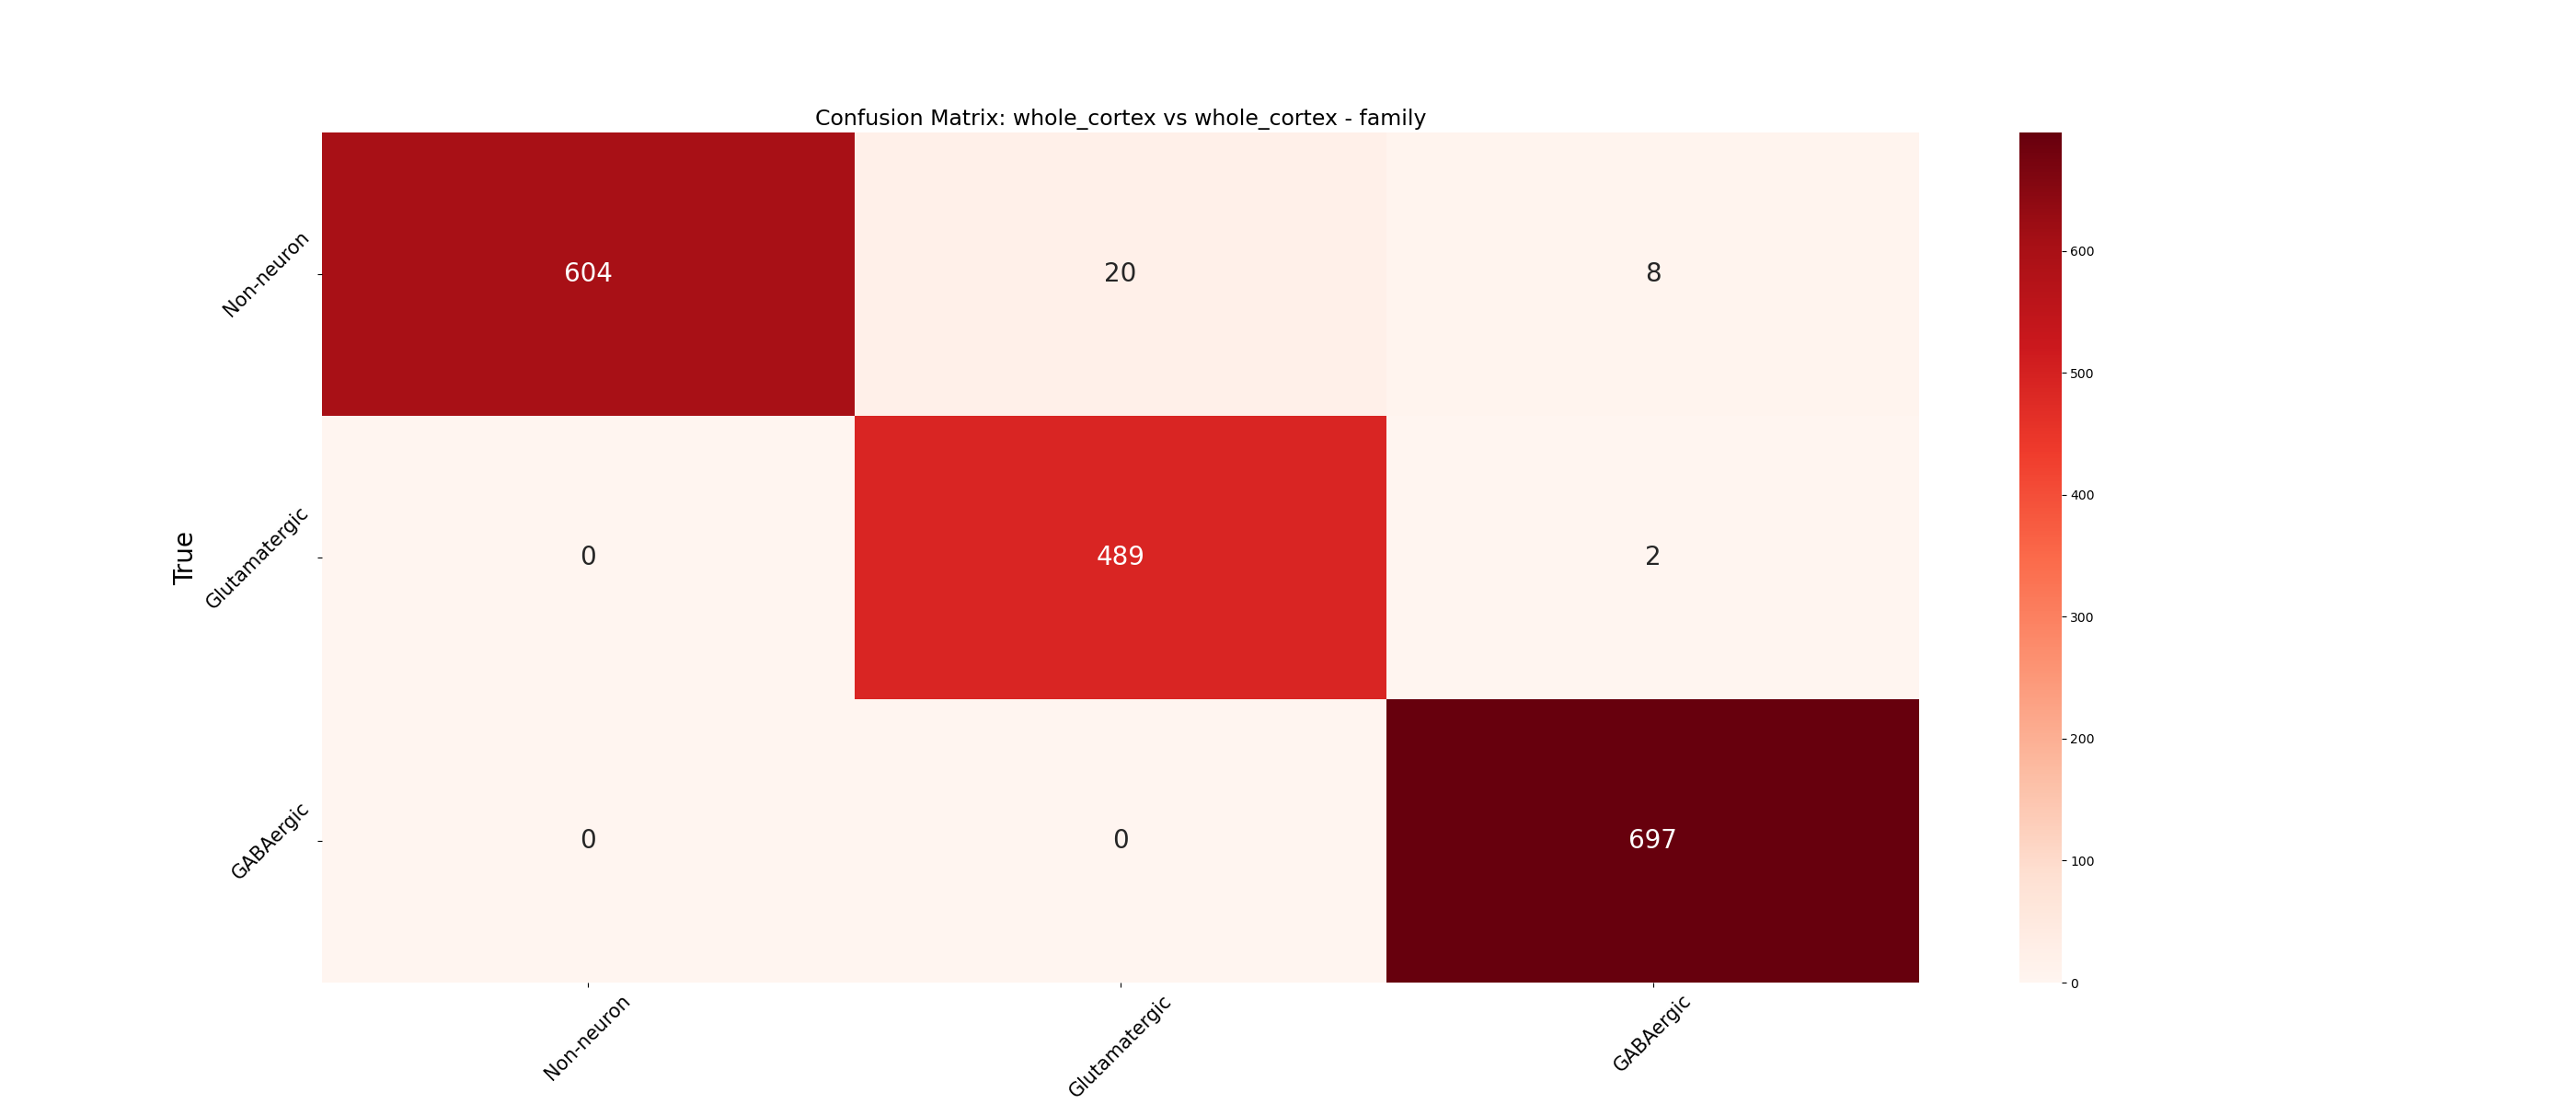 Confusion Matrix: whole_cortex vs whole_cortex - family
Non-neuron
604
20
8
Glutamatergic
0
489
2
GABAergic
0
0
697
True
Non-neuron
Glutamatergic
GABAergic
600
500
400
300
200
100
0